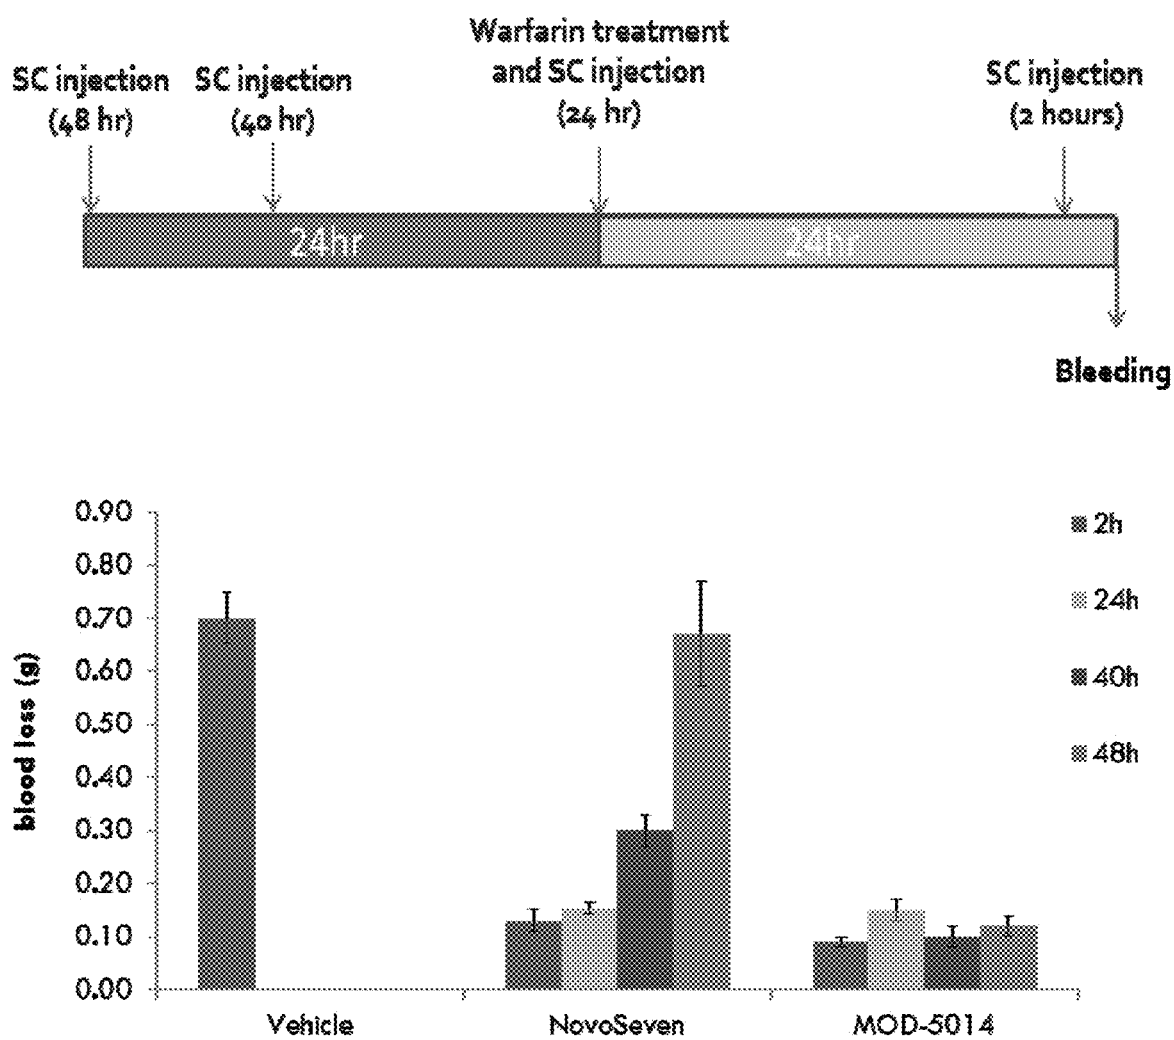 Warfarin treatment
and SC injection
(24 hr)
SC injection
(48 hr)
SC injection
(40 hr)
SC injection
(2 hours)
24hr
24hr
Bleeding
0.90
0.80
0.70
0.60
0.50
0.40
0.30
0.20
0.10
0.00
blood loss (g)
Vehicle
NovoSeven
MOD-5014
2h
24h
40h
48h